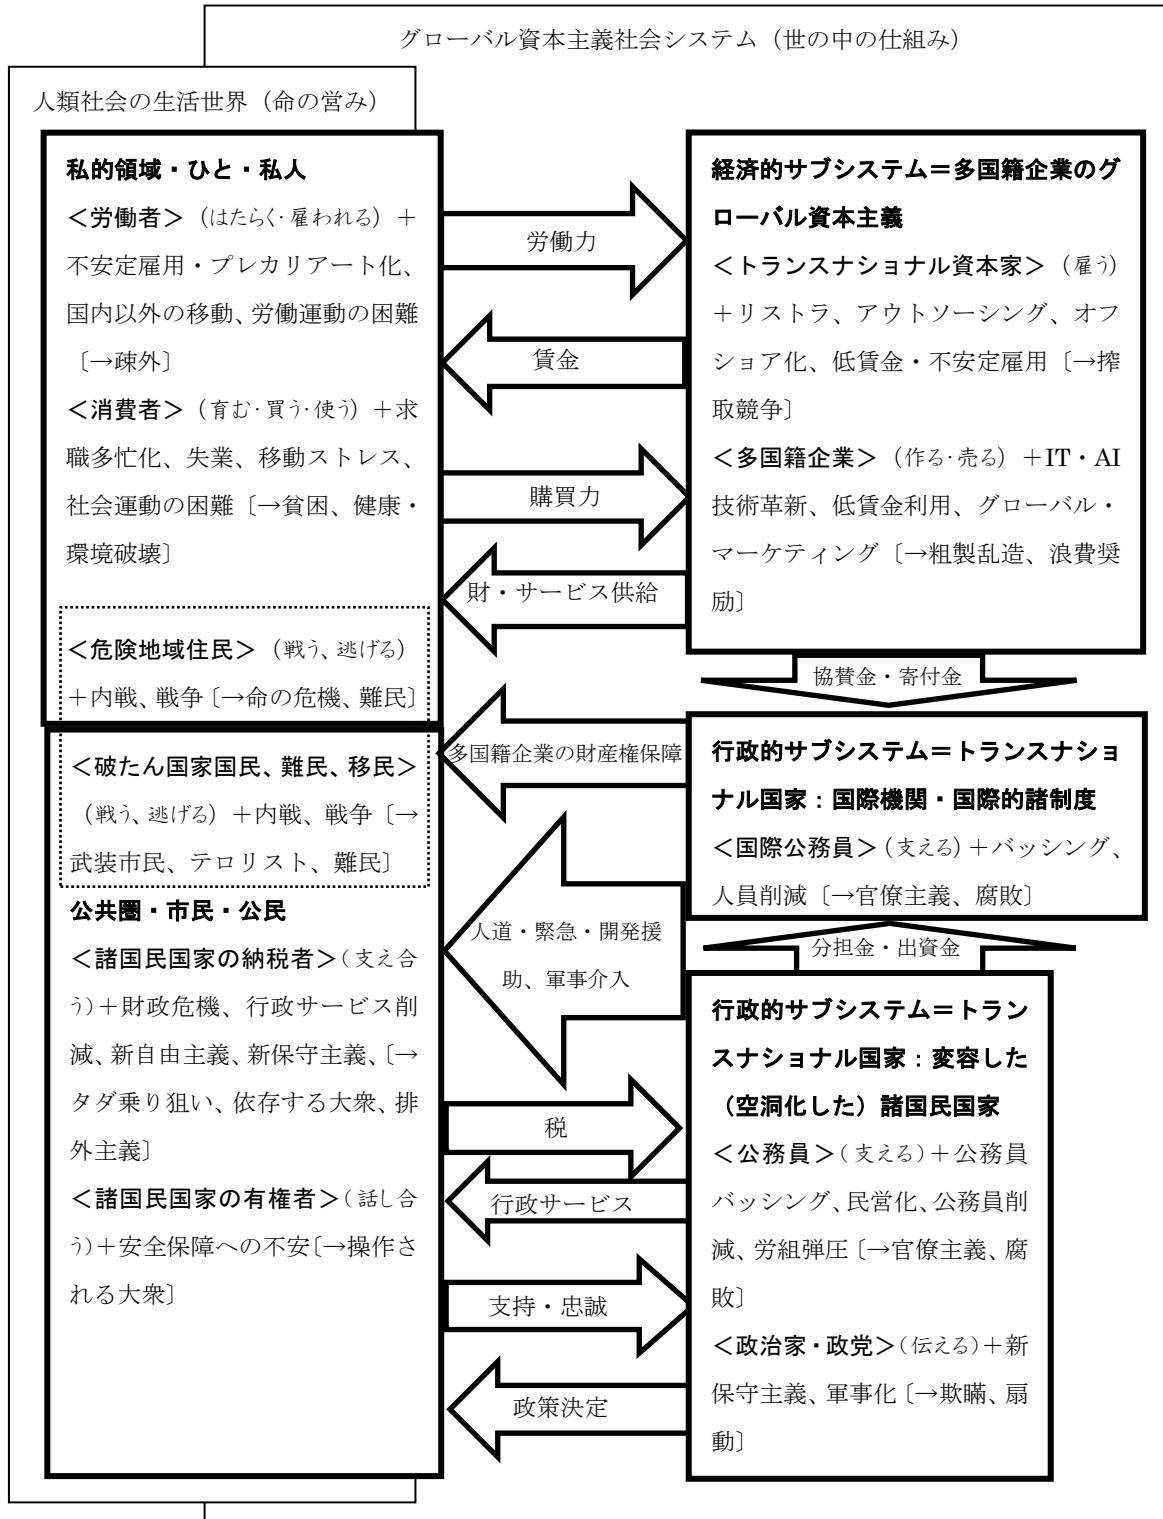 グローバル資本主義社会システム（世の中の仕組み）
人類社会の生活世界（命の営み）
私的領域・ひと・私人
＜労働者＞（はたらく・雇われる）＋
不安定雇用・プレカリアート化、
国内以外の移動、労働運動の困難
〔→疎外〕
＜消費者＞（育む・買う・使う）＋求
職多忙化、失業、移動ストレス、
社会運動の困難〔→貧困、健康・
環境破壊〕
＜危険地域住民＞（戦う、逃げる）
＋内戦、戦争〔→命の危機、難民〕
＜破たん国家国民、難民、移民＞
（戦う、逃げる）＋内戦、戦争〔→
武装市民、テロリスト、難民〕
公共圏・市民・公民
＜諸国民国家の納税者＞（支え合
う）＋財政危機、行政サービス削
減、新自由主義、新保守主義、〔→
タダ乗り狙い、依存する大衆、排
外主義〕
＜諸国民国家の有権者＞（話し合
う）＋安全保障への不安〔→操作さ
れる大衆〕
労働力
賃金
購買力
財・サービス供給
多国籍企業の財産権保障
人道・緊急・開発援
助、軍事介入
税
行政サービス
支持・忠誠
政策決定
経済的サブシステム＝多国籍企業のグ
ローバル資本主義
＜トランスナショナル資本家＞（雇う）
＋リストラ、アウトソーシング、オフ
ショア化、低賃金・不安定雇用〔→搾
取競争〕
＜多国籍企業＞（作る・売る）＋IT・AI
技術革新、低賃金利用、グローバル・
マーケティング〔→粗製乱造、浪費奨
励〕
協賛金・寄付金
行政的サブシステム＝トランスナショ
ナル国家：国際機関・国際的諸制度
＜国際公務員＞（支える）＋バッシング、
人員削減〔→官僚主義、腐敗〕
分担金・出資金
行政的サブシステム＝トラン
スナショナル国家：変容した
（空洞化した）諸国民国家
＜公務員＞（支える）＋公務員
バッシング、民営化、公務員削
減、労組弾圧〔→官僚主義、腐
敗〕
＜政治家・政党＞（伝える）＋新
保守主義、軍事化〔→欺瞞、扇
動〕